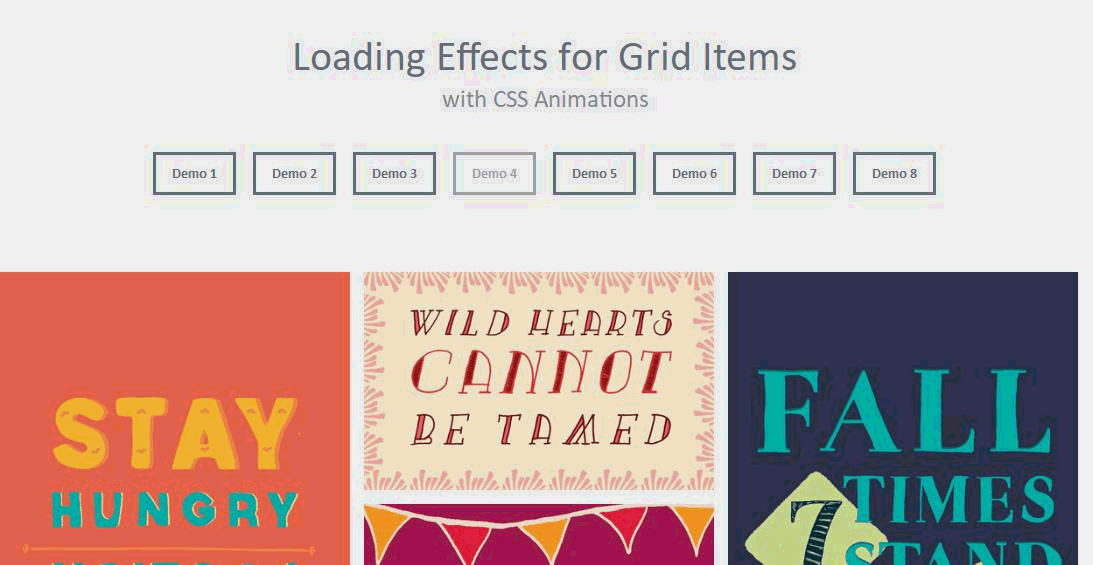 Loading Effects for Grid Items
with CSS Animations
Demo 1
Demo 2
Demo 3
Demo 4
Demo 5
Demo 6
Demo 7
Demo 8
STAY
HUNGRY
WILD HEARTS
CANNOT
BE TAMED
FALL
7 TIMES
STAND